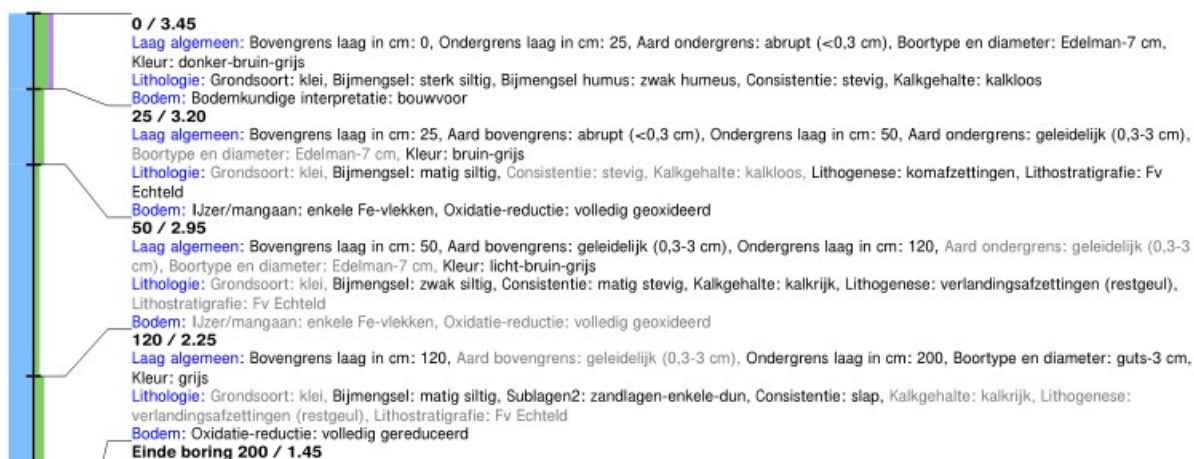 0 / 3.45
Laag algemeen: Bovengrens laag in cm: 0, Ondergrens laag in cm: 25, Aard ondergrens: abrupt (<0,3 cm), Boortype en diameter: Edelman-7 cm,
Kleur: donker-bruin-grijs
Lithologie: Grondsoort: klei, Bijmengsel: sterk siltig, Bijmengsel humus: zwak humeus, Consistentie: stevig, Kalkgehalte: kalkloos
Bodem: Bodemkundige interpretatie: bouwvoor
25 / 3.20
Laag algemeen: Bovengrens laag in cm: 25, Aard bovengrens: abrupt (<0,3 cm), Ondergrens laag in cm: 50, Aard ondergrens: geleidelijk (0,3-3 cm),
Boortype en diameter: Edelman-7 cm, Kleur: bruin-grijs
Lithologie: Grondsoort: klei, Bijmengsel: matig siltig, Consistentie: stevig, Kalkgehalte: kalkloos, Lithogenese: komafzettingen, Lithostratigrafie: Fv
Echteld
Bodem: IJzer/mangaan: enkele Fe-vlekken, Oxidatie-reductie: volledig geoxideerd
50 / 2.95
Laag algemeen: Bovengrens laag in cm: 50, Aard bovengrens: geleidelijk (0,3-3 cm), Ondergrens laag in cm: 120, Aard ondergrens: geleidelijk (0,3-3
cm), Boortype en diameter: Edelman-7 cm, Kleur: licht-bruin-grijs
Lithologie: Grondsoort: klei, Bijmengsel: zwak siltig, Consistentie: matig stevig, Kalkgehalte: kalkrijk, Lithogenese: verlandingsafzettingen (restgeul),
Lithostratigrafie: Fv Echteld
Bodem: IJzer/mangaan: enkele Fe-vlekken, Oxidatie-reductie: volledig geoxideerd
120 / 2.25
Laag algemeen: Bovengrens laag in cm: 120, Aard bovengrens: geleidelijk (0,3-3 cm), Ondergrens laag in cm: 200, Boortype en diameter: guts-3 cm,
Kleur: grijs
Lithologie: Grondsoort: klei, Bijmengsel: matig siltig, Sublagen2: zandlagen-enkele-dun, Consistentie: slap, Kalkgehalte: kalkrijk, Lithogenese:
verlandingsafzettingen (restgeul), Lithostratigrafie: Fv Echteld
Bodem: Oxidatie-reductie: volledig gereduceerd
Einde boring 200 / 1.45